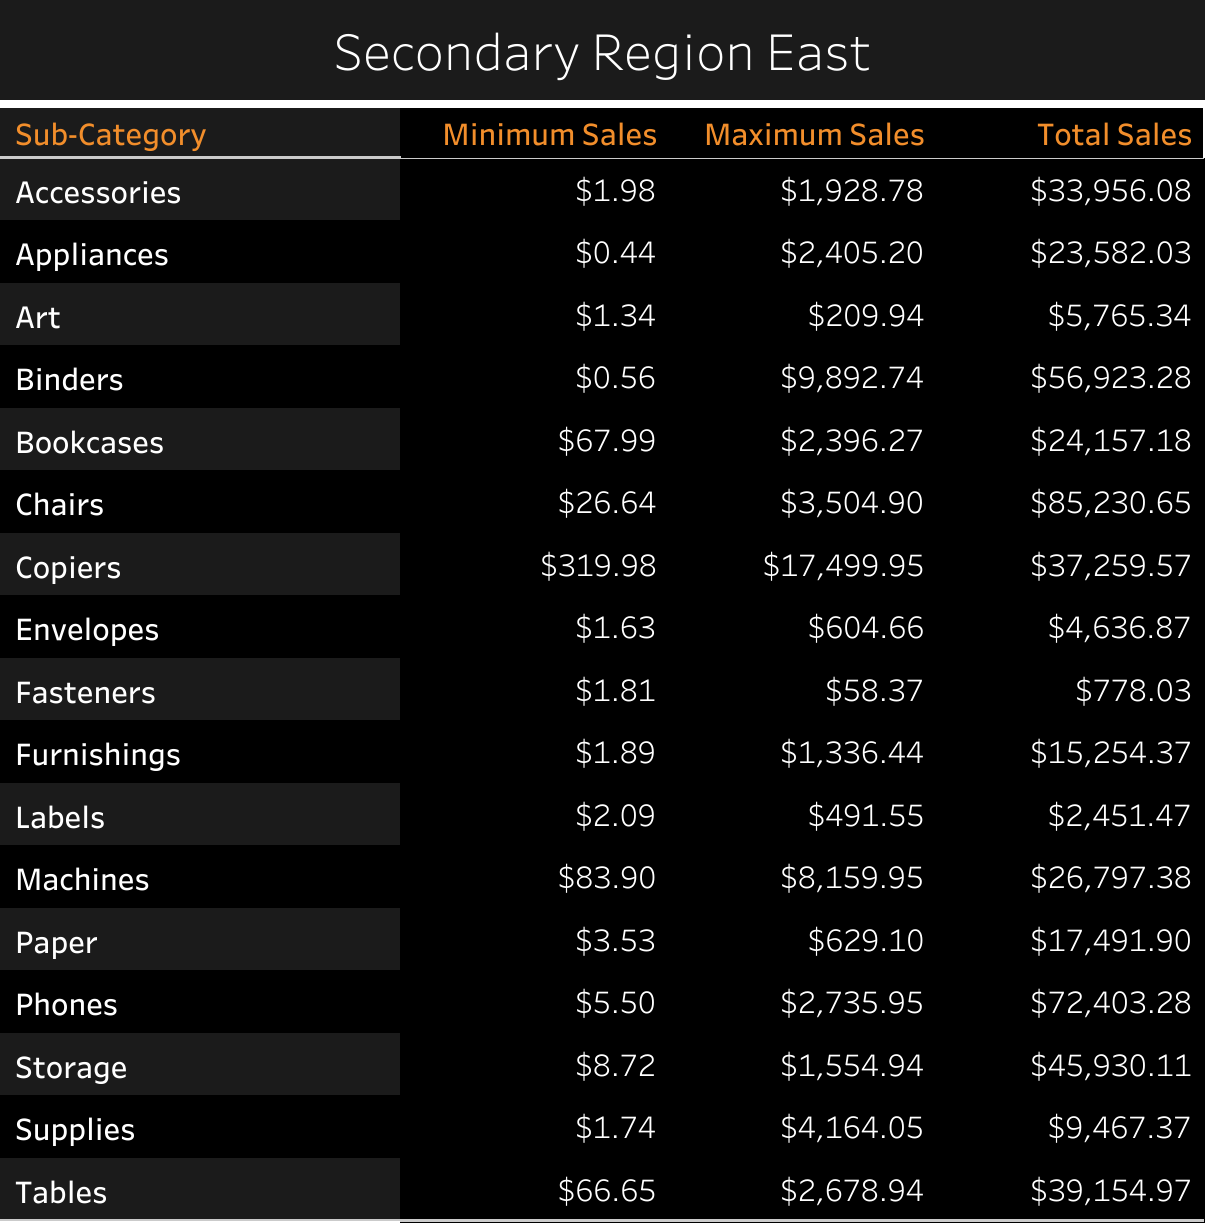 Secondary Region East
Sub-Category Minimum Sales Maximum Sales Total Sales
Accessories $1.98 $1,928.78 $33,956.08
Appliances $0.44 $2,405.20 $23,582.03
Art $1.34 $209.94 $5,765.34
Binders $0.56 $9,892.74 $56,923.28
Bookcases $67.99 $2,396.27 $24,157.18
Chairs $26.64 $3,504.90 $85,230.65
Copiers $319.98 $17,499.95 $37,259.57
Envelopes $1.63 $604.66 $4,636.87
Fasteners $1.81 $58.37 $778.03
Furnishings $1.89 $1,336.44 $15,254.37
Labels $2.09 $491.55 $2,451.47
Machines $83.90 $8,159.95 $26,797.38
Paper $3.53 $629.10 $17,491.90
Phones $5.50 $2,735.95 $72,403.28
Storage $8.72 $1,554.94 $45,930.11
Supplies $1.74 $4,164.05 $9,467.37
Tables $66.65 $2,678.94 $39,154.97